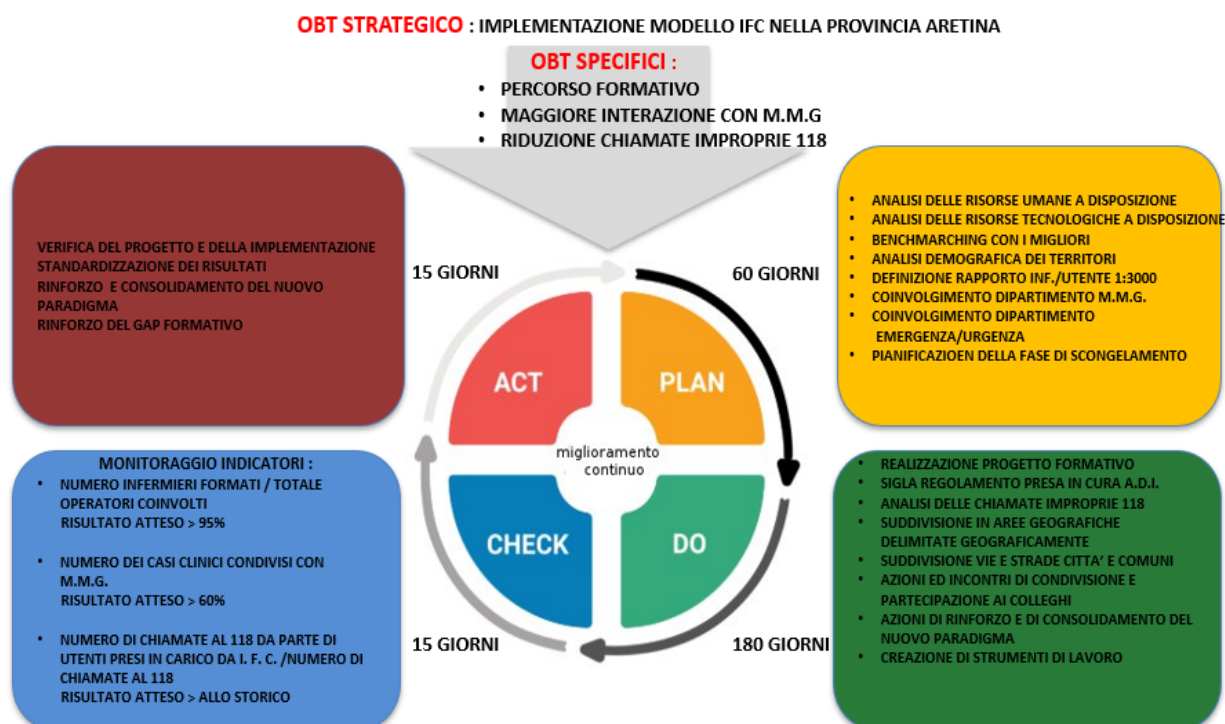 OBT STRATEGICO : IMPLEMENTAZIONE MODELLO IFC NELLA PROVINCIA ARETINA
OBT SPECIFICI :
• PERCORSO FORMATIVO
• MAGGIORE INTERAZIONE CON M.M.G
• RIDUZIONE CHIAMATE IMPROPRIE 118
VERIFICA DEL PROGETTO E DELLA IMPLEMENTAZIONE
STANDARDIZZAZIONE DEI RISULTATI
RINFORZO E CONSOLIDAMENTO DEL NUOVO
PARADIGMA
RINFORZO DEL GAP FORMATIVO
15 GIORNI
60 GIORNI
• ANALISI DELLE RISORSE UMANE A DISPOSIZIONE
• ANALISI DELLE RISORSE TECNOLOGICHE A DISPOSIZIONE
• BENCHMARCHING CON I MIGLIORI
• ANALISI DEMOGRAFICA DEI TERRITORI
• DEFINIZIONE RAPPORTO INF./UTENTE 1:3000
• COINVOLGIMENTO DIPARTIMENTO M.M.G.
• COINVOLGIMENTO DIPARTIMENTO
EMERGENZA/URGENZA
• PIANIFICAZIOEN DELLA FASE DI SCONGELAMENTO
ACT
PLAN
miglioramento
continuo
CHECK
DO
MONITORAGGIO INDICATORI :
• NUMERO INFERMIERI FORMATI / TOTALE
OPERATORI COINVOLTI
RISULTATO ATTESO > 95%
• NUMERO DEI CASI CLINICI CONDIVISI CON
M.M.G.
RISULTATO ATTESO > 60%
• NUMERO DI CHIAMATE AL 118 DA PARTE DI
UTENTI PRESI IN CARICO DA I. F. C. /NUMERO DI
CHIAMATE AL 118
RISULTATO ATTESO > ALLO STORICO
15 GIORNI
180 GIORNI
• REALIZZAZIONE PROGETTO FORMATIVO
• SIGLA REGOLAMENTO PRESA IN CURA A.D.I.
• ANALISI DELLE CHIAMATE IMPROPRIE 118
• SUDDIVISIONE IN AREE GEOGRAFICHE
DELIMITATE GEOGRAFICAMENTE
• SUDDIVISIONE VIE E STRADE CITTA' E COMUNI
• AZIONI ED INCONTRI DI CONDIVISIONE E
PARTECIPAZIONE AI COLLEGHI
• AZIONI DI RINFORZO E DI CONSOLIDAMENTO DEL
NUOVO PARADIGMA
• CREAZIONE DI STRUMENTI DI LAVORO